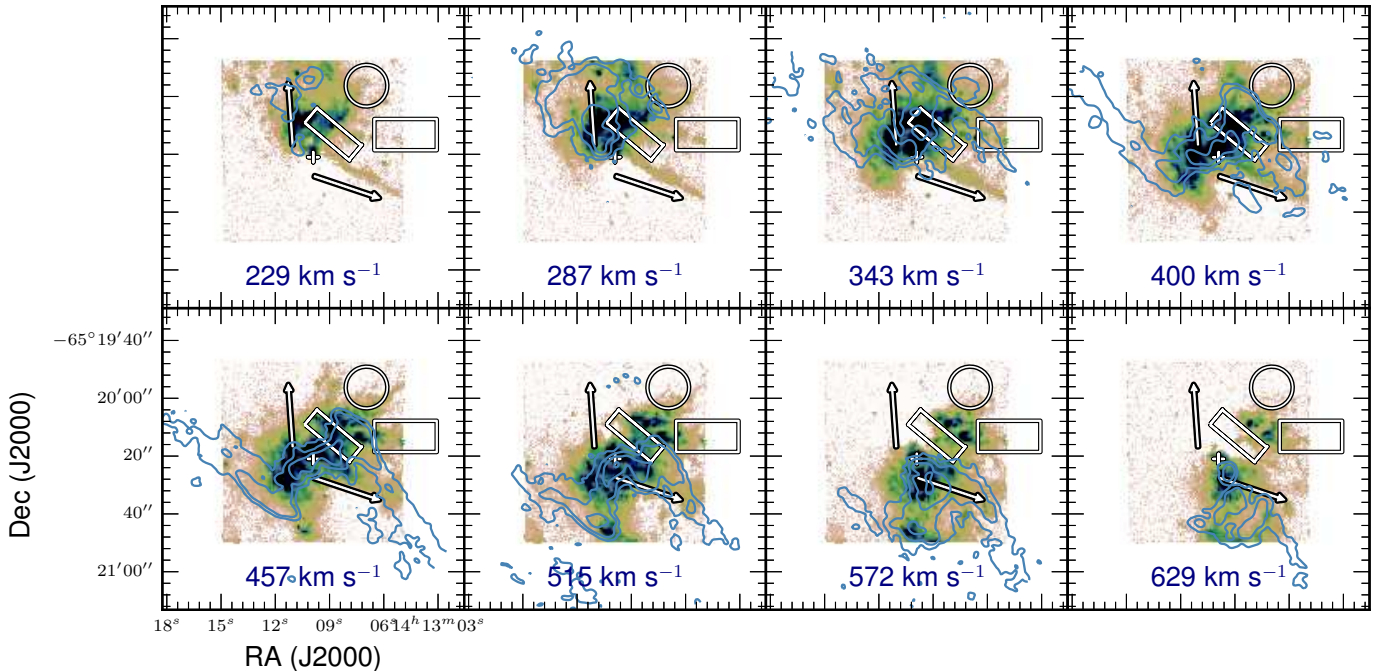 229 km s⁻¹
287 km s⁻¹
343 km s⁻¹
400 km s⁻¹
−65°19′40″
20′00″
20″
40″
21′00″
Dec (J2000)
457 km s⁻¹
515 km s⁻¹
572 km s⁻¹
629 km s⁻¹
18ˢ 15ˢ 12ˢ 09ˢ 06ˢ 14ʰ13ᵐ03ˢ
RA (J2000)